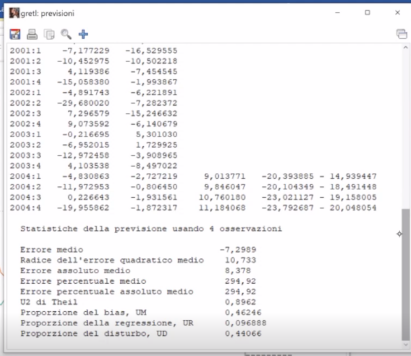 gretl: previsioni
2001:1 -7,177229 -16,529555
2001:2 -10,452975 -10,502218
2001:3 4,119386 -7,454545
2001:4 -15,058380 -1,993867
2002:1 -4,891743 -6,221891
2002:2 -29,680020 -7,282372
2002:3 7,296579 -15,246632
2002:4 9,073592 -6,140679
2003:1 -0,216695 5,301030
2003:2 -6,952015 1,729925
2003:3 -12,972458 -3,908965
2003:4 4,103538 -8,497022
2004:1 -4,830863 -2,727219 9,013771 -20,393885 - 14,939447
2004:2 -11,972953 -0,806450 9,846047 -20,104349 - 18,491448
2004:3 0,226643 -1,931561 10,760180 -23,021127 - 19,158005
2004:4 -19,955862 -1,872317 11,184068 -23,792687 - 20,048054
Statistiche della previsione usando 4 osservazioni
Errore medio -7,2989
Radice dell'errore quadratico medio 10,733
Errore assoluto medio 8,378
Errore percentuale medio 294,92
Errore percentuale assoluto medio 294,92
U2 di Theil 0,8962
Proporzione del bias, UM 0,46246
Proporzione della regressione, UR 0,096888
Proporzione del disturbo, UD 0,44066